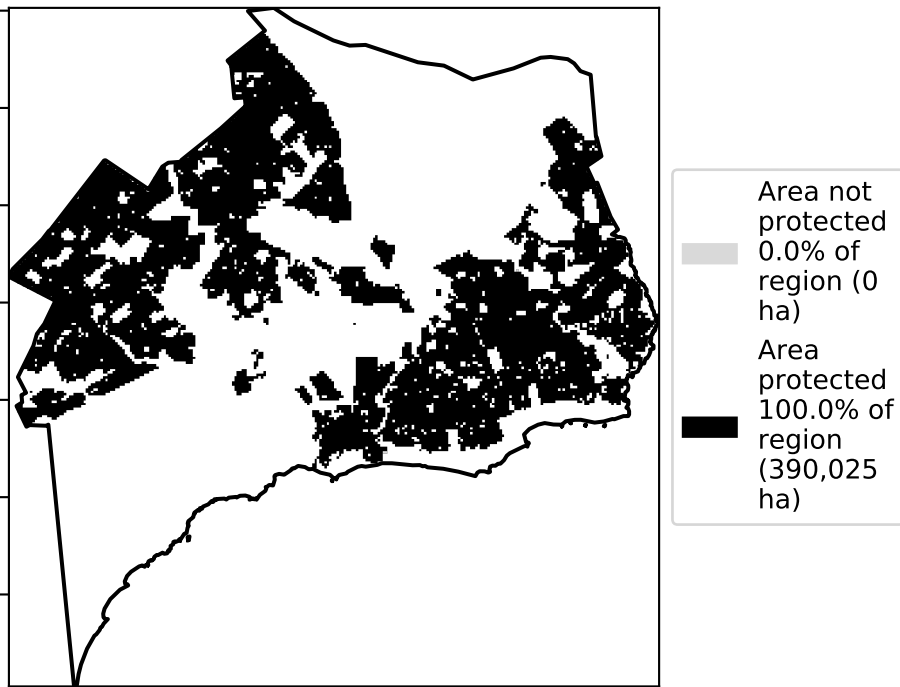 Area not
protected
0.0% of
region (0
ha)
Area
protected
100.0% of
region
(390,025
ha)